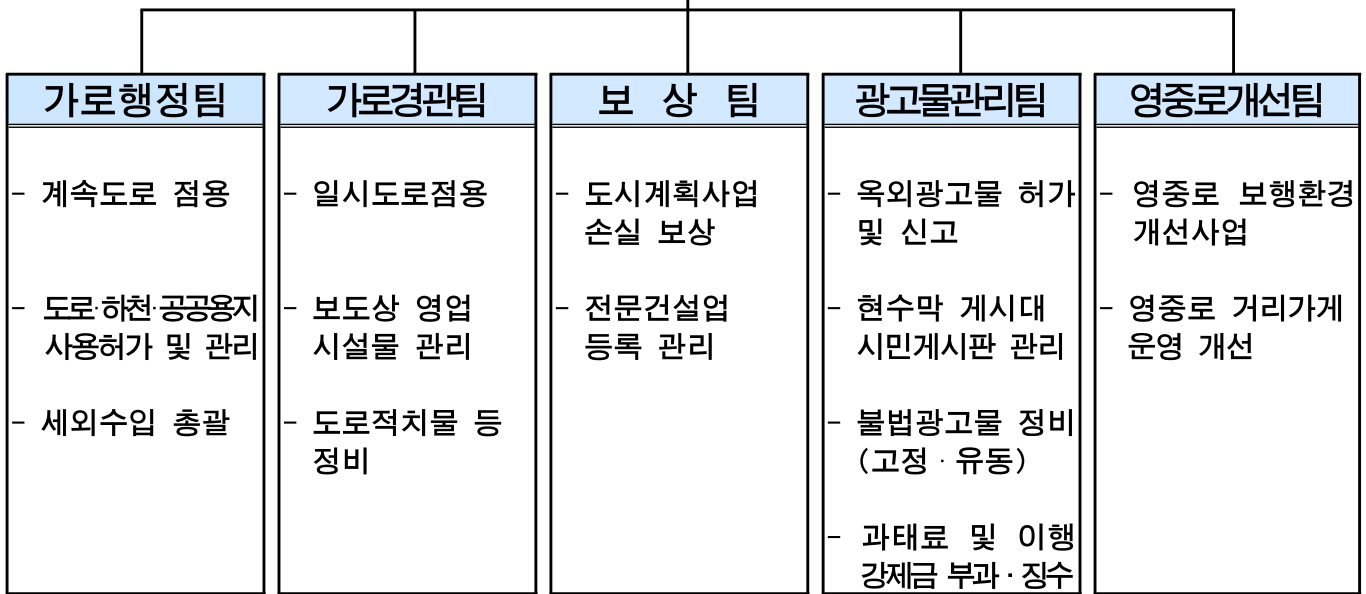 가로행정팀
- 계속도로 점용
- 도로·하천·공공용지
사용허가 및 관리
- 세외수입 총괄
가로경관팀
- 일시도로점용
- 보도상 영업
시설물 관리
- 도로적치물 등
정비
보 상 팀
- 도시계획사업
손실 보상
- 전문건설업
등록 관리
광고물관리팀
- 옥외광고물 허가
및 신고
- 현수막 게시대
시민게시판 관리
- 불법광고물 정비
(고정·유동)
- 과태료 및 이행
강제금 부과·징수
영중로개선팀
- 영중로 보행환경
개선사업
- 영중로 거리가게
운영 개선